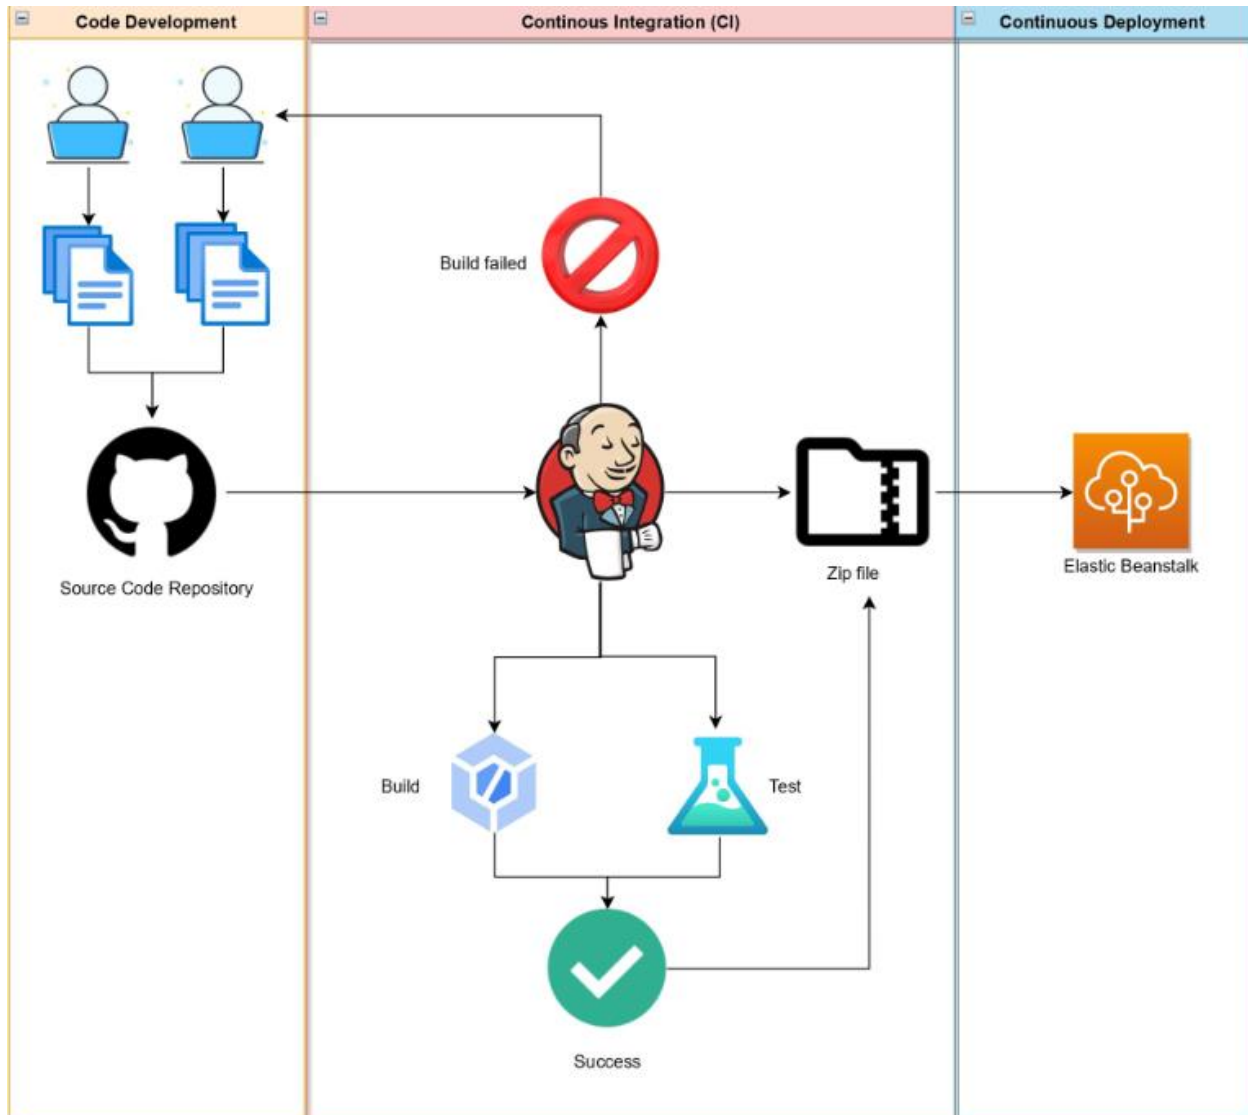 Code Development
Continous Integration (CI)
Continuous Deployment
Build failed
Source Code Repository
Zip file
Elastic Beanstalk
Build
Test
Success